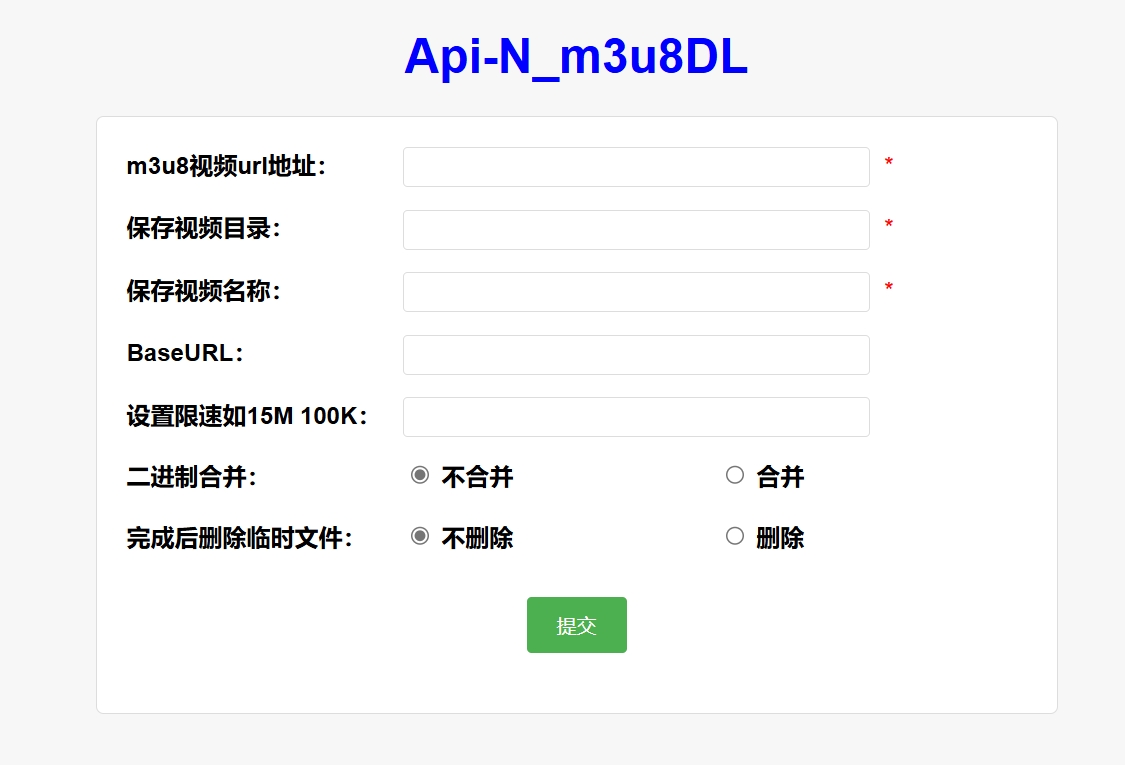 Api-N_m3u8DL
m3u8视频url地址： *
保存视频目录： *
保存视频名称： *
BaseURL：
设置限速如15M 100K：
二进制合并： 不合并 合并
完成后删除临时文件： 不删除 删除
提交